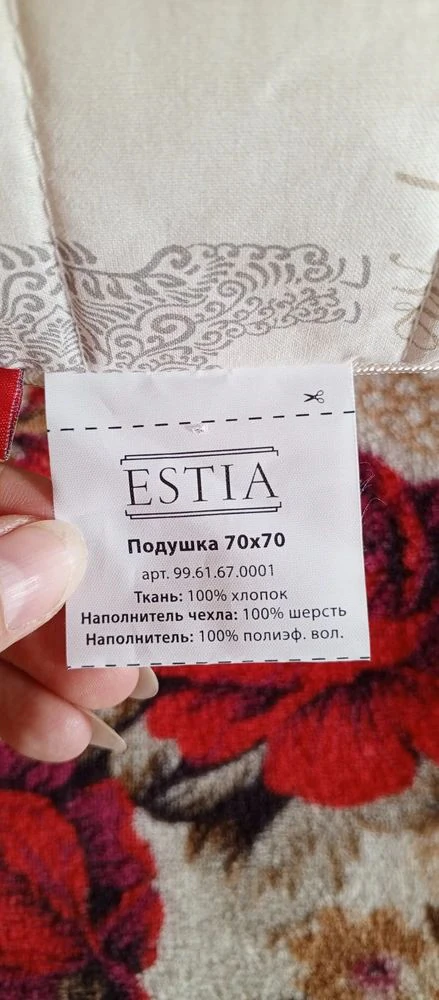 ESTIA
Подушка 70х70
арт. 99.61.67.0001
Ткань: 100% хлопок
Наполнитель чехла: 100% шерсть
Наполнитель: 100% полиэф. вол.